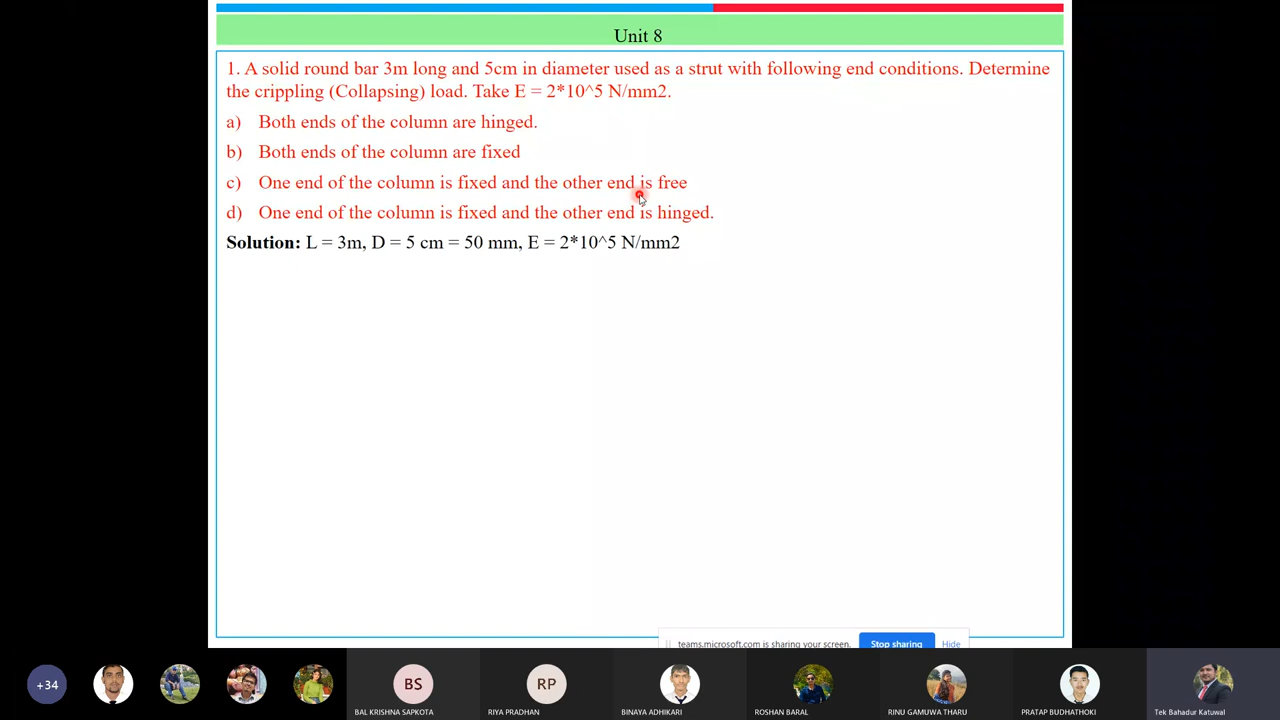 Unit 8
1. A solid round bar 3m long and 5cm in diameter used as a strut with following end conditions. Determine
the crippling (Collapsing) load. Take E = 2*10^5 N/mm2.
a) Both ends of the column are hinged.
b) Both ends of the column are fixed
c) One end of the column is fixed and the other end is free
d) One end of the column is fixed and the other end is hinged.
Solution: L = 3m, D = 5 cm = 50 mm, E = 2*10^5 N/mm2
teams.microsoft.com is sharing your screen. Stop sharing Hide
+34 BS RP
BAL KRISHNA SAPKOTA RIYA PRADHAN BINAYA ADHIKARI ROSHAN BARAL RINU GAMUWA THARU PRATAP BUDHATHOKI Tek Bahadur Katuwal